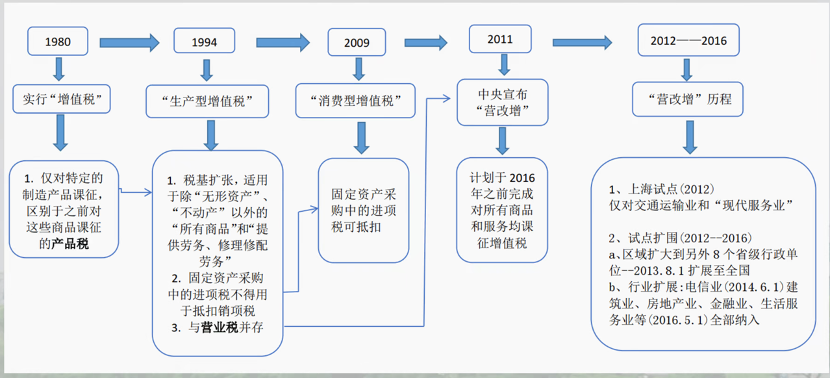 1980
1994
2009
2011
2012——2016
实行“增值税”
“生产型增值税”
“消费型增值税”
中央宣布
“营改增”
“营改增”历程
1. 仅对特定的
制造产品课征，
区别于之前对
这些商品课征
的产品税
1. 税基扩张，适用
于除“无形资产”、
“不动产”以外的
“所有商品”和“提
供劳务、修理修配
劳务”
2. 固定资产采购
中的进项税不得用
于抵扣销项税
3. 与营业税并存
固定资产采
购中的进项
税可抵扣
计划于 2016
年之前完成
对所有商品
和服务均课
征增值税
1、上海试点(2012)
仅对交通运输业和“现代服务业”
2、试点扩围(2012--2016)
a、区域扩大到另外 8 个省级行政单
位--2013.8.1 扩展至全国
b、行业扩展:电信业(2014.6.1)建
筑业、房地产业、金融业、生活服
务业等(2016.5.1)全部纳入